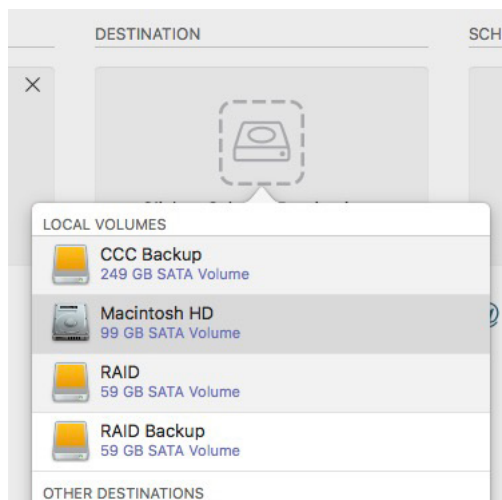 DESTINATION
SCH
LOCAL VOLUMES
CCC Backup
249 GB SATA Volume
Macintosh HD
99 GB SATA Volume
RAID
59 GB SATA Volume
RAID Backup
59 GB SATA Volume
OTHER DESTINATIONS